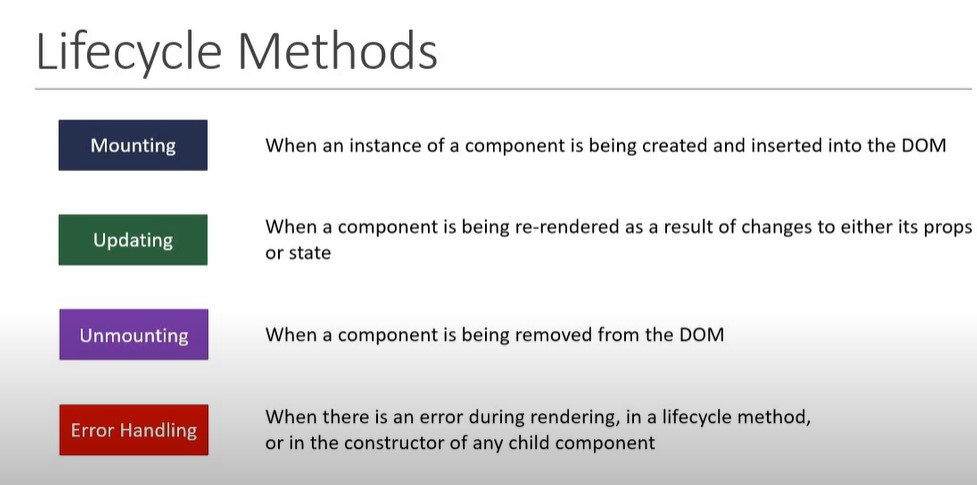 Lifecycle Methods
Mounting
When an instance of a component is being created and inserted into the DOM
Updating
When a component is being re-rendered as a result of changes to either its props
or state
Unmounting
When a component is being removed from the DOM
Error Handling
When there is an error during rendering, in a lifecycle method,
or in the constructor of any child component